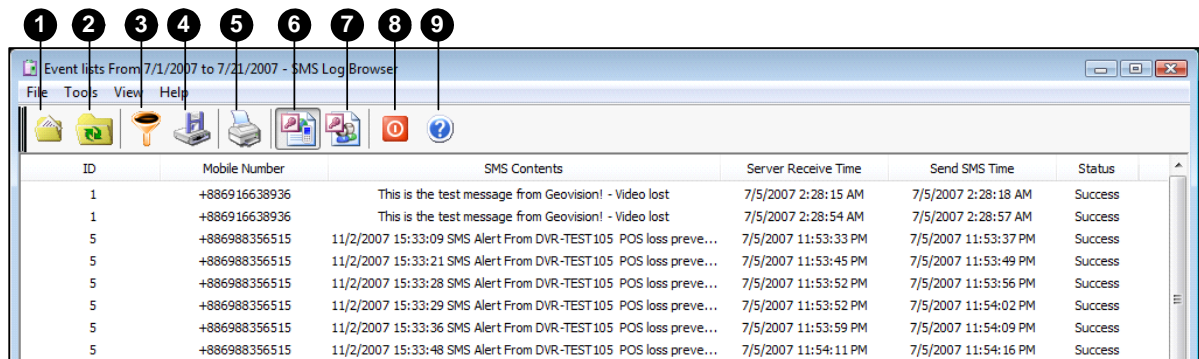 1 2 3 4 5 6 7 8 9
Event lists From 7/1/2007 to 7/21/2007 - SMS Log Browser
File Tools View Help
ID Mobile Number SMS Contents Server Receive Time Send SMS Time Status
1 +886916638936 This is the test message from Geovision! - Video lost 7/5/2007 2:28:15 AM 7/5/2007 2:28:18 AM Success
1 +886916638936 This is the test message from Geovision! - Video lost 7/5/2007 2:28:54 AM 7/5/2007 2:28:57 AM Success
5 +886988356515 11/2/2007 15:33:09 SMS Alert From DVR-TEST105 POS loss preve... 7/5/2007 11:53:33 PM 7/5/2007 11:53:37 PM Success
5 +886988356515 11/2/2007 15:33:21 SMS Alert From DVR-TEST105 POS loss preve... 7/5/2007 11:53:45 PM 7/5/2007 11:53:49 PM Success
5 +886988356515 11/2/2007 15:33:28 SMS Alert From DVR-TEST105 POS loss preve... 7/5/2007 11:53:52 PM 7/5/2007 11:53:56 PM Success
5 +886988356515 11/2/2007 15:33:29 SMS Alert From DVR-TEST105 POS loss preve... 7/5/2007 11:53:52 PM 7/5/2007 11:54:02 PM Success
5 +886988356515 11/2/2007 15:33:36 SMS Alert From DVR-TEST105 POS loss preve... 7/5/2007 11:53:59 PM 7/5/2007 11:54:09 PM Success
5 +886988356515 11/2/2007 15:33:48 SMS Alert From DVR-TEST105 POS loss preve... 7/5/2007 11:54:11 PM 7/5/2007 11:54:16 PM Success